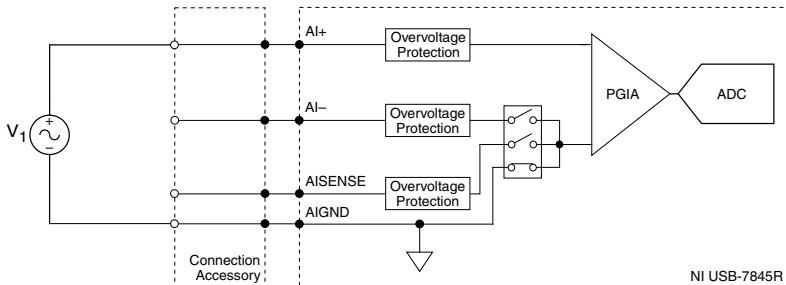 AI+
Overvoltage
Protection
PGIA
ADC
AI–
Overvoltage
Protection
V1
+
–
AISENSE
Overvoltage
Protection
AIGND
Connection
Accessory
NI USB-7845R